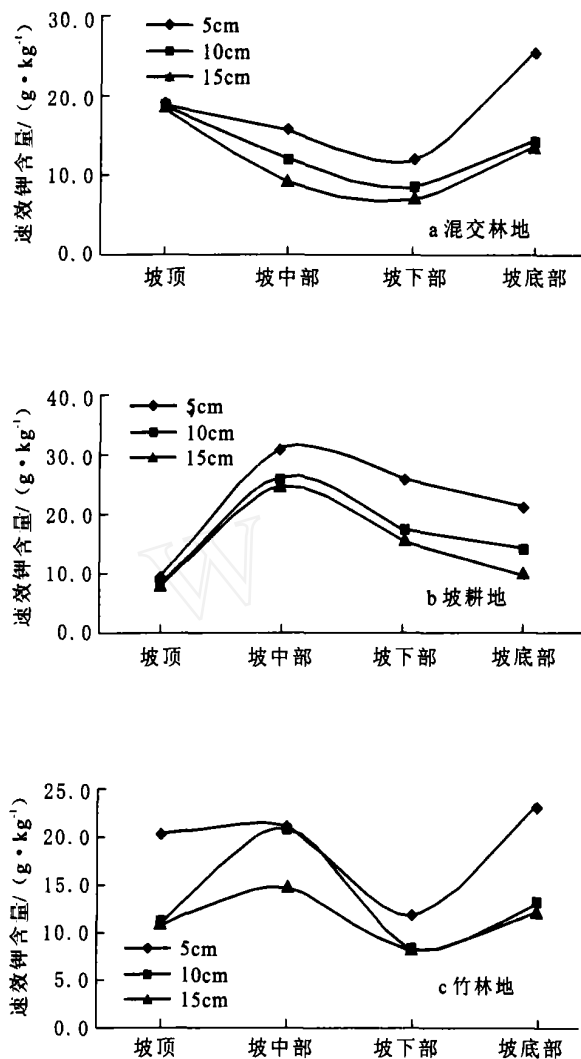 速效钾含量/(g·kg⁻¹)
30.0
20.0
10.0
0.0
5cm
10cm
15cm
a 混交林地
坡顶 坡中部 坡下部 坡底部
速效钾含量/(g·kg⁻¹)
40.0
30.0
20.0
10.0
0.0
5cm
10cm
15cm
W
b 坡耕地
坡顶 坡中部 坡下部 坡底部
速效钾含量/(g·kg⁻¹)
25.0
20.0
15.0
10.0
5.0
0.0
5cm
10cm
15cm
c 竹林地
坡顶 坡中部 坡下部 坡底部